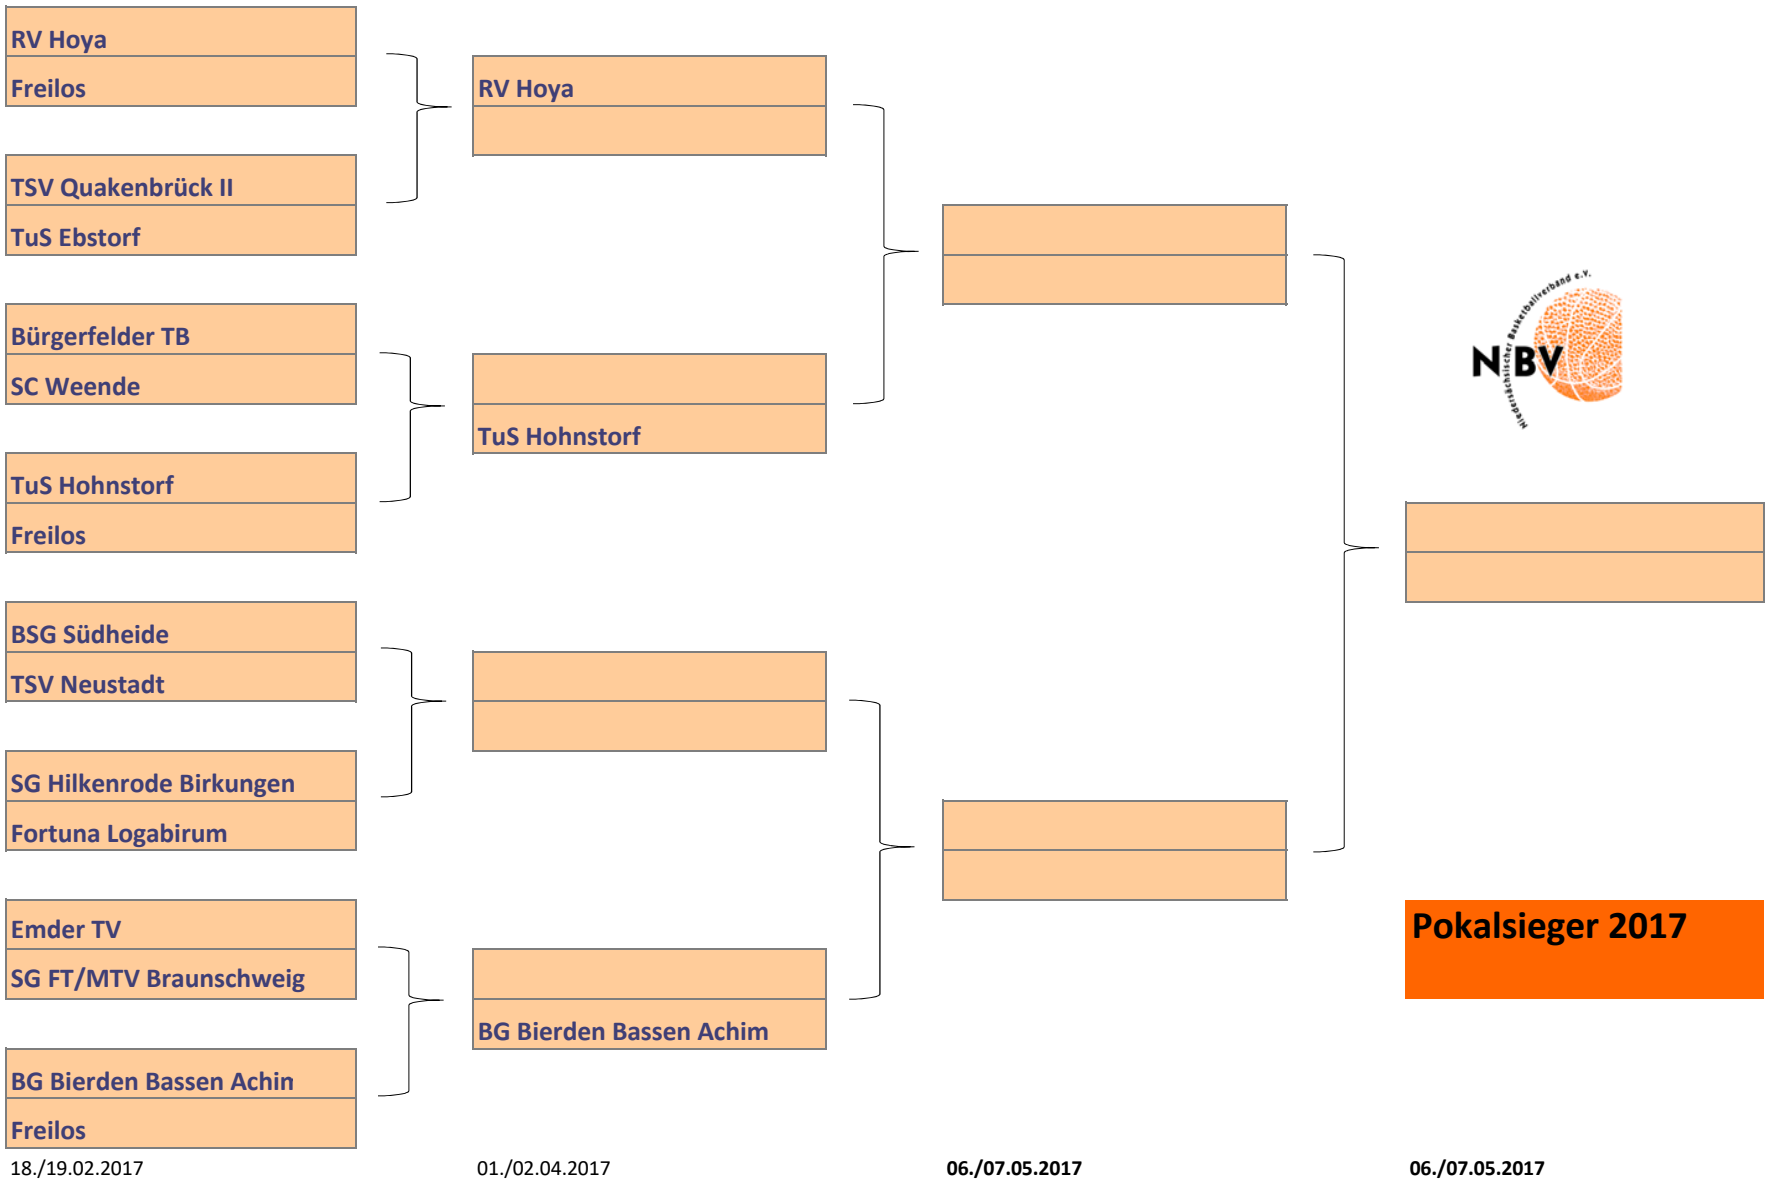 RV Hoya
Freilos
TSV Quakenbrück II
TuS Ebstorf
Bürgerfelder TB
SC Weende
TuS Hohnstorf
Freilos
BSG Südheide
TSV Neustadt
SG Hilkenrode Birkungen
Fortuna Logabirum
Emder TV
SG FT/MTV Braunschweig
BG Bierden Bassen Achin
Freilos
18./19.02.2017
RV Hoya
TuS Hohnstorf
BG Bierden Bassen Achim
01./02.04.2017
06./07.05.2017
Niedersächsischer Basketballverband e.V.
NBV
Pokalsieger 2017
06./07.05.2017